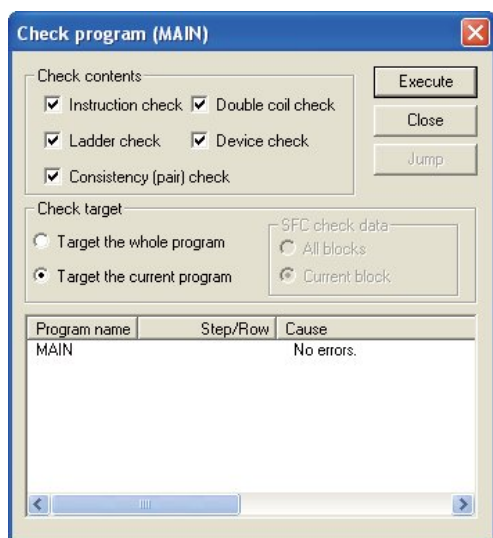 Check program (MAIN)
Check contents
Execute
Instruction check Double coil check
Close
Ladder check Device check
Jump
Consistency (pair) check
Check target
SFC check data
Target the whole program
All blocks
Target the current program
Current block
Program name Step/Row Cause
MAIN No errors.